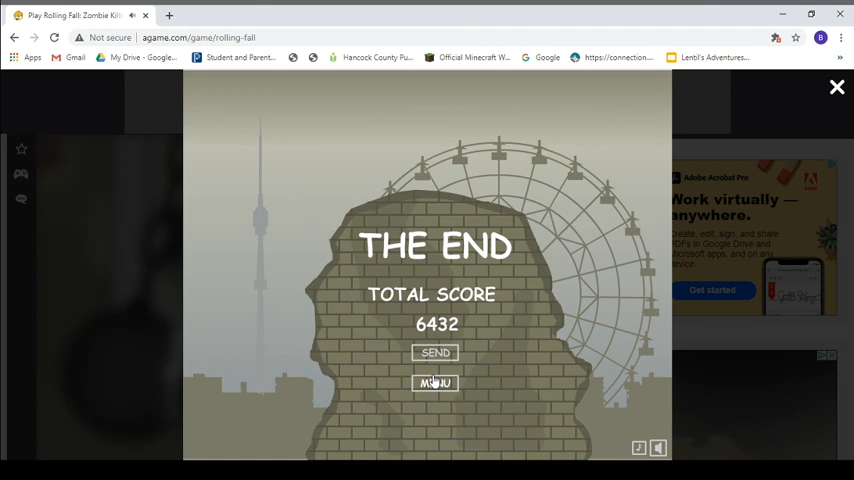 Play Rolling Fall: Zombie Kill
Not secure | agame.com/game/rolling-fall
B
Apps
Gmail
My Drive - Google...
Student and Parent...
Hancock County Pu...
Official Minecraft W...
Google
https://connection....
Lentil's Adventures...
»
THE END
TOTAL SCORE
6432
SEND
MENU
Adobe Acrobat Pro
Work virtually —
anywhere.
Create, edit, sign, and share
PDFs in Google Drive and
Microsoft apps, and on any
device.
Get started